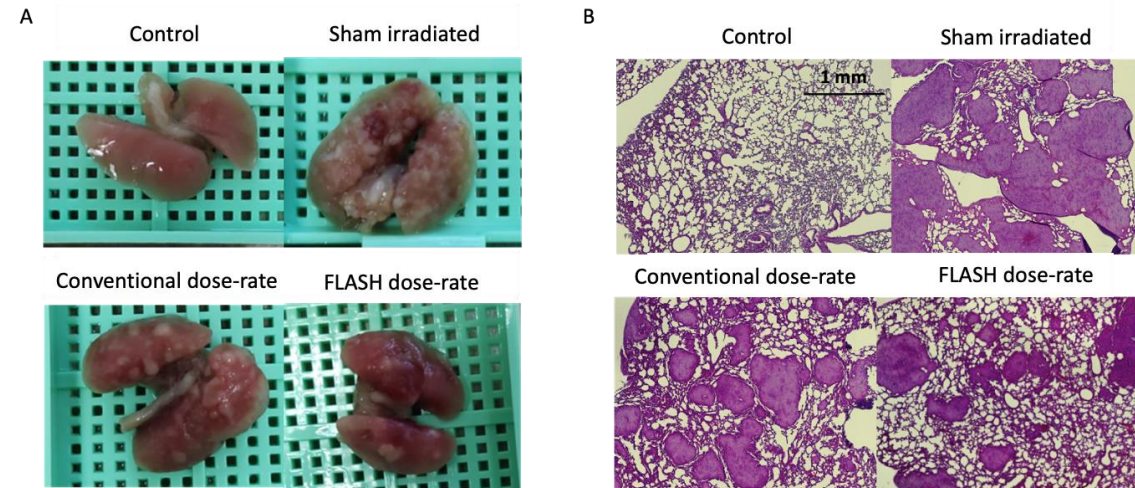 A
B
Control
Sham irradiated
Control
Sham irradiated
1 mm
Conventional dose-rate
FLASH dose-rate
Conventional dose-rate
FLASH dose-rate